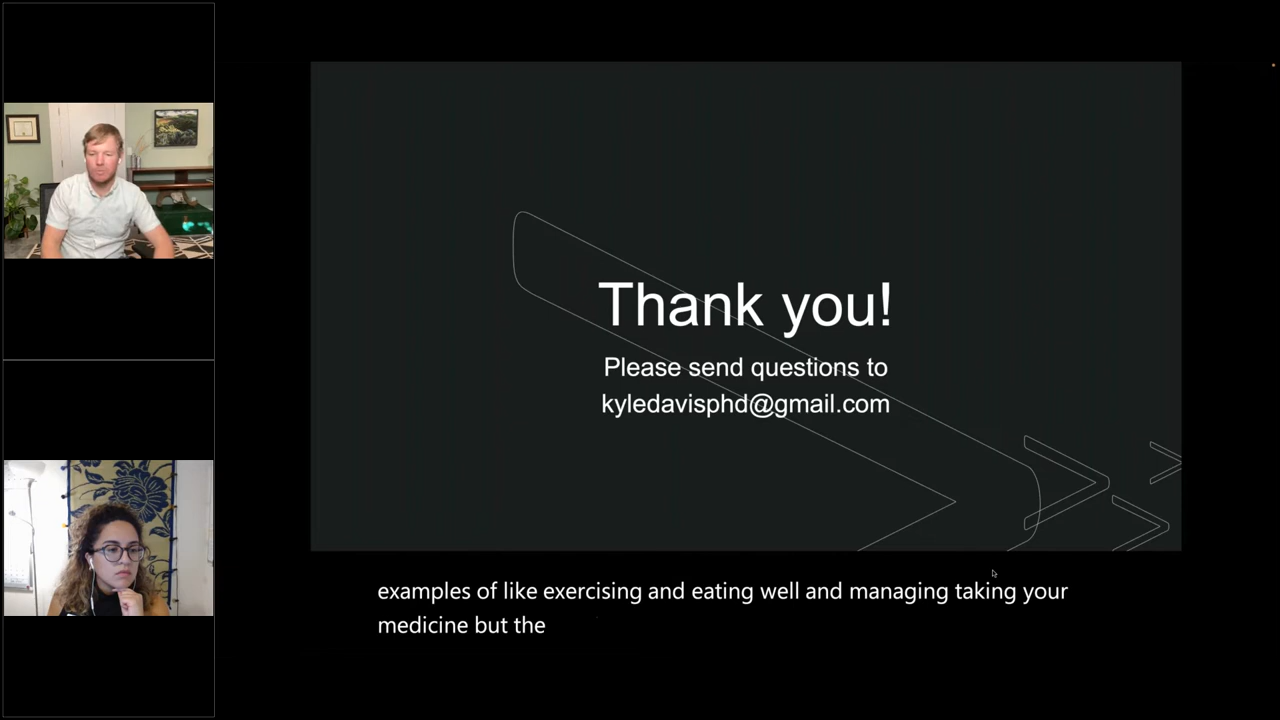 Thank you!
Please send questions to
kyledavisphd@gmail.com
examples of like exercising and eating well and managing taking your
medicine but the